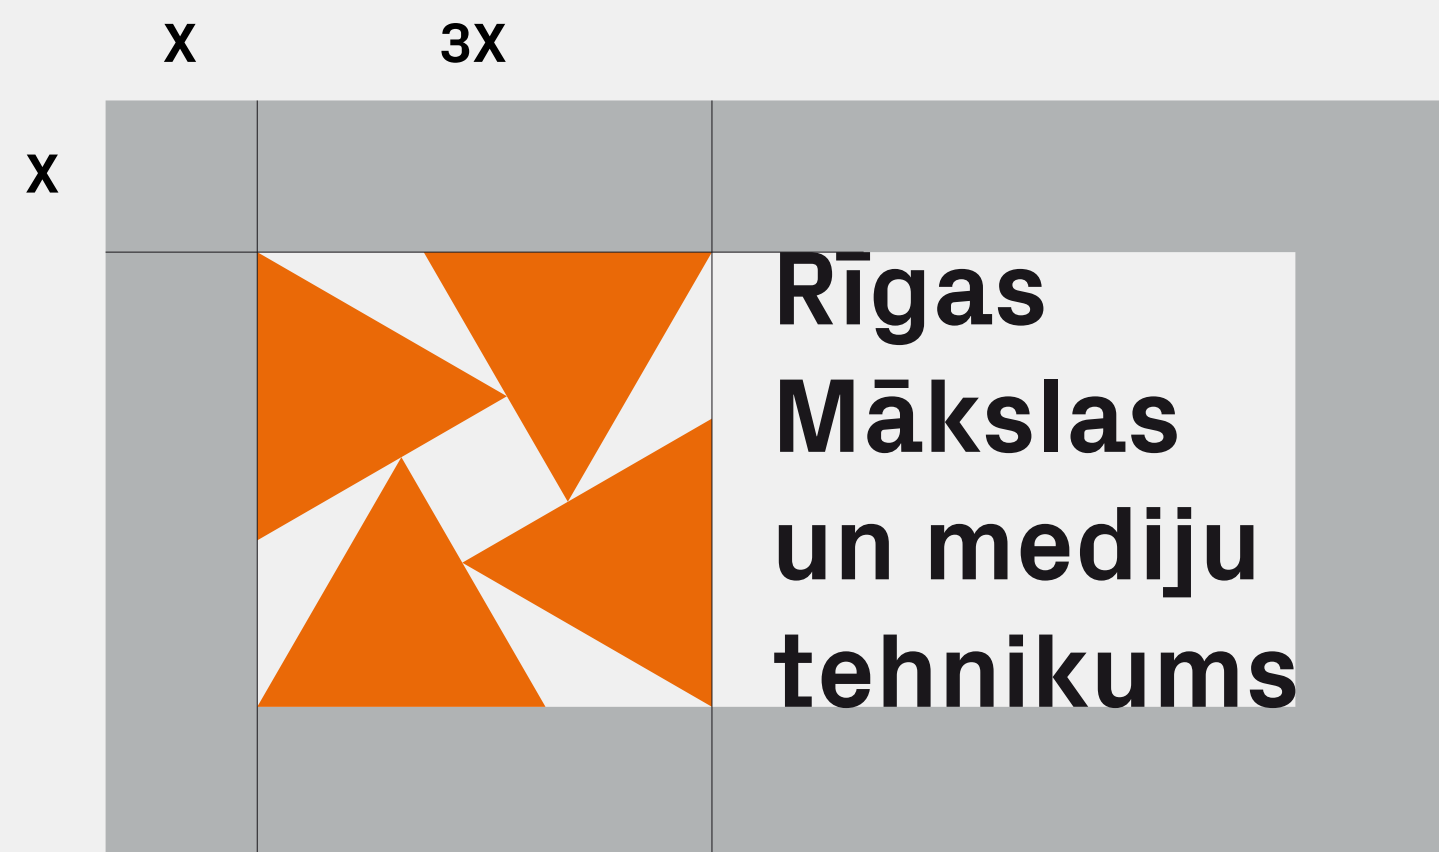 X 3X
X
Rīgas
Mākslas
un mediju
tehnikums